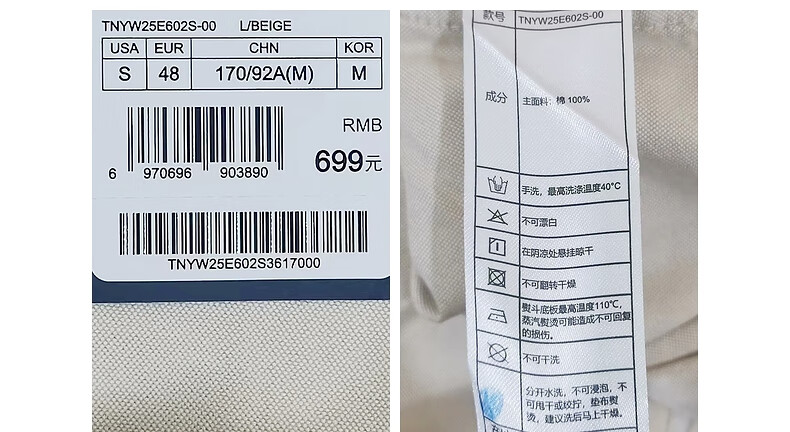 TNYW25E602S-00 L/BEIGE
USA EUR CHN KOR
S 48 170/92A(M) M
RMB
699元
6 970696 903890
TNYW25E602S3617000
款号 TNYW25E602S-00
成分 主面料：棉 100%
手洗，最高洗涤温度40°C
不可漂白
在阴凉处悬挂晾干
不可翻转干燥
熨斗底板最高温度110℃，
蒸汽熨烫可能造成不可回复
的损伤。
不可干洗
分开水洗，不可浸泡，不
可甩干或绞拧，垫布熨
烫，建议洗后马上干燥。